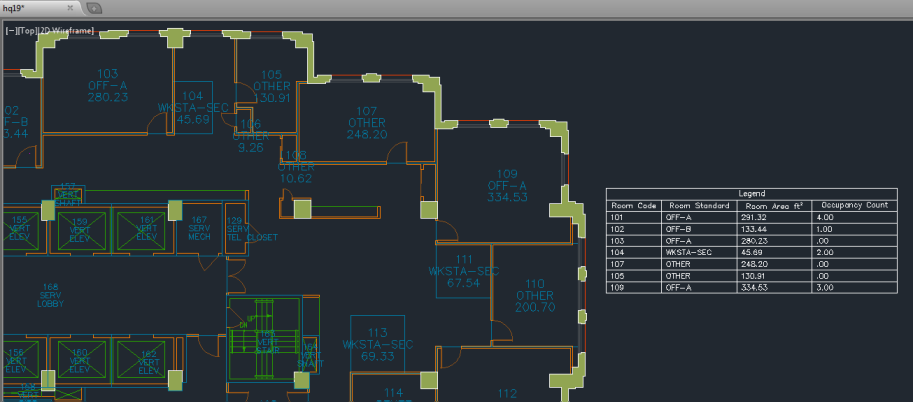 hq19*
[−][Top][2D Wireframe]
103
OFF-A
280.23
104
WKSTA-SEC
45.69
105
OTHER
130.91
02
F-B
3.44
106
OTHER
9.26
107
OTHER
248.20
108
OTHER
10.62
109
OFF-A
334.53
157
VERT
SHAFT
155
VERT
ELEV
159
VERT
ELEV
161
VERT
ELEV
167
SERV
MECH
129
SERV
TEL CLOSET
111
WKSTA-SEC
67.54
110
OTHER
200.70
168
SERV
LOBBY
UP
DN
VERT
VERT
SHAFT
113
WKSTA-SEC
69.33
156
VERT
ELEV
160
VERT
ELEV
162
VERT
ELEV
114
112
Legend
Room Code Room Standard Room Area ft² Occupancy Count
101 OFF-A 291.32 4.00
102 OFF-B 133.44 1.00
103 OFF-A 280.23 .00
104 WKSTA-SEC 45.69 2.00
107 OTHER 248.20 .00
105 OTHER 130.91 .00
109 OFF-A 334.53 3.00